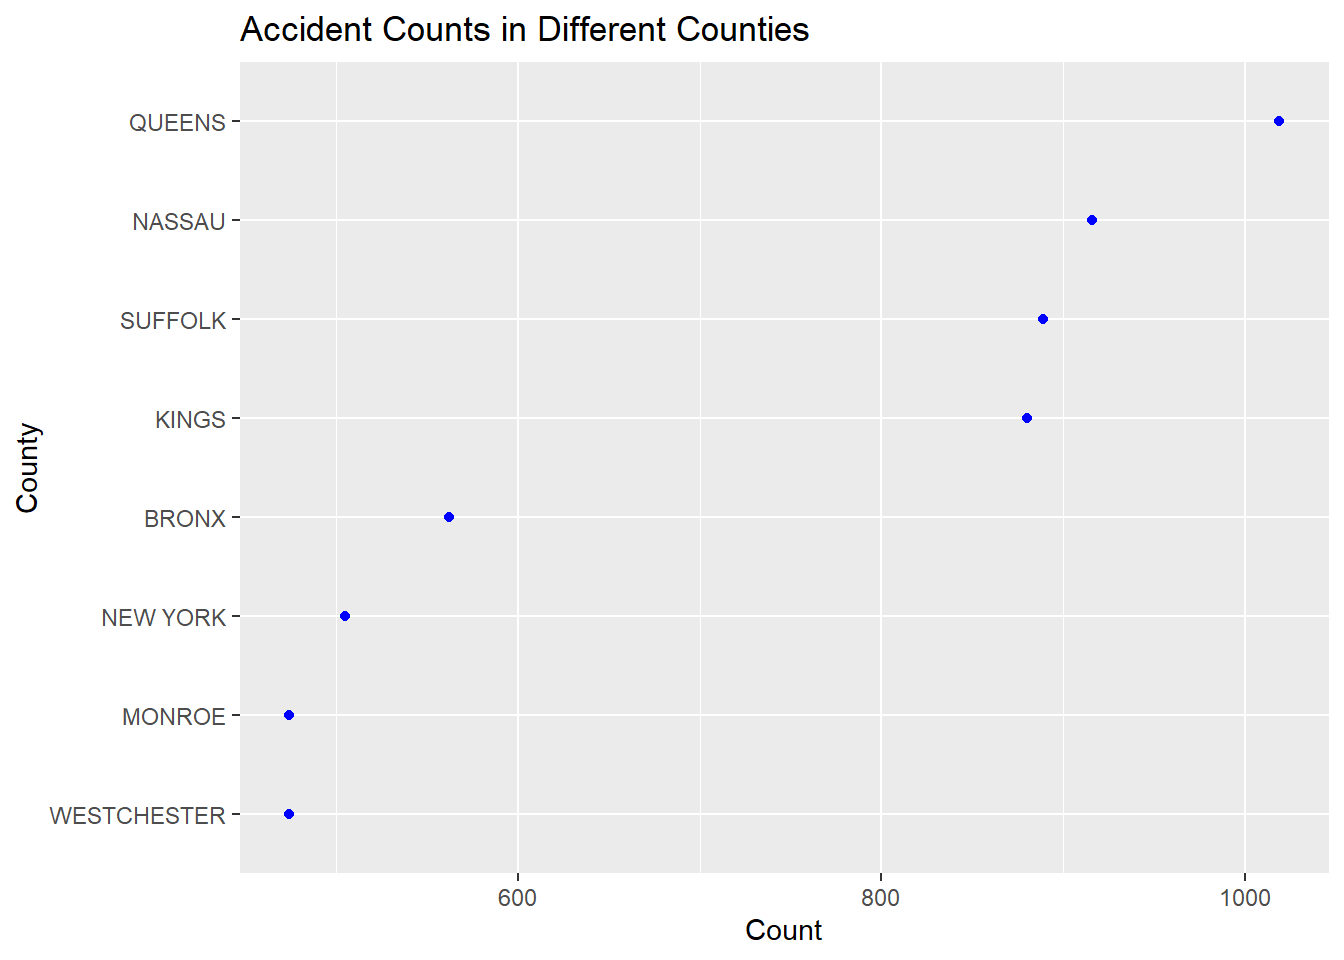 Accident Counts in Different Counties
QUEENS
NASSAU
SUFFOLK
KINGS
BRONX
NEW YORK
MONROE
WESTCHESTER
County
600 800 1000
Count